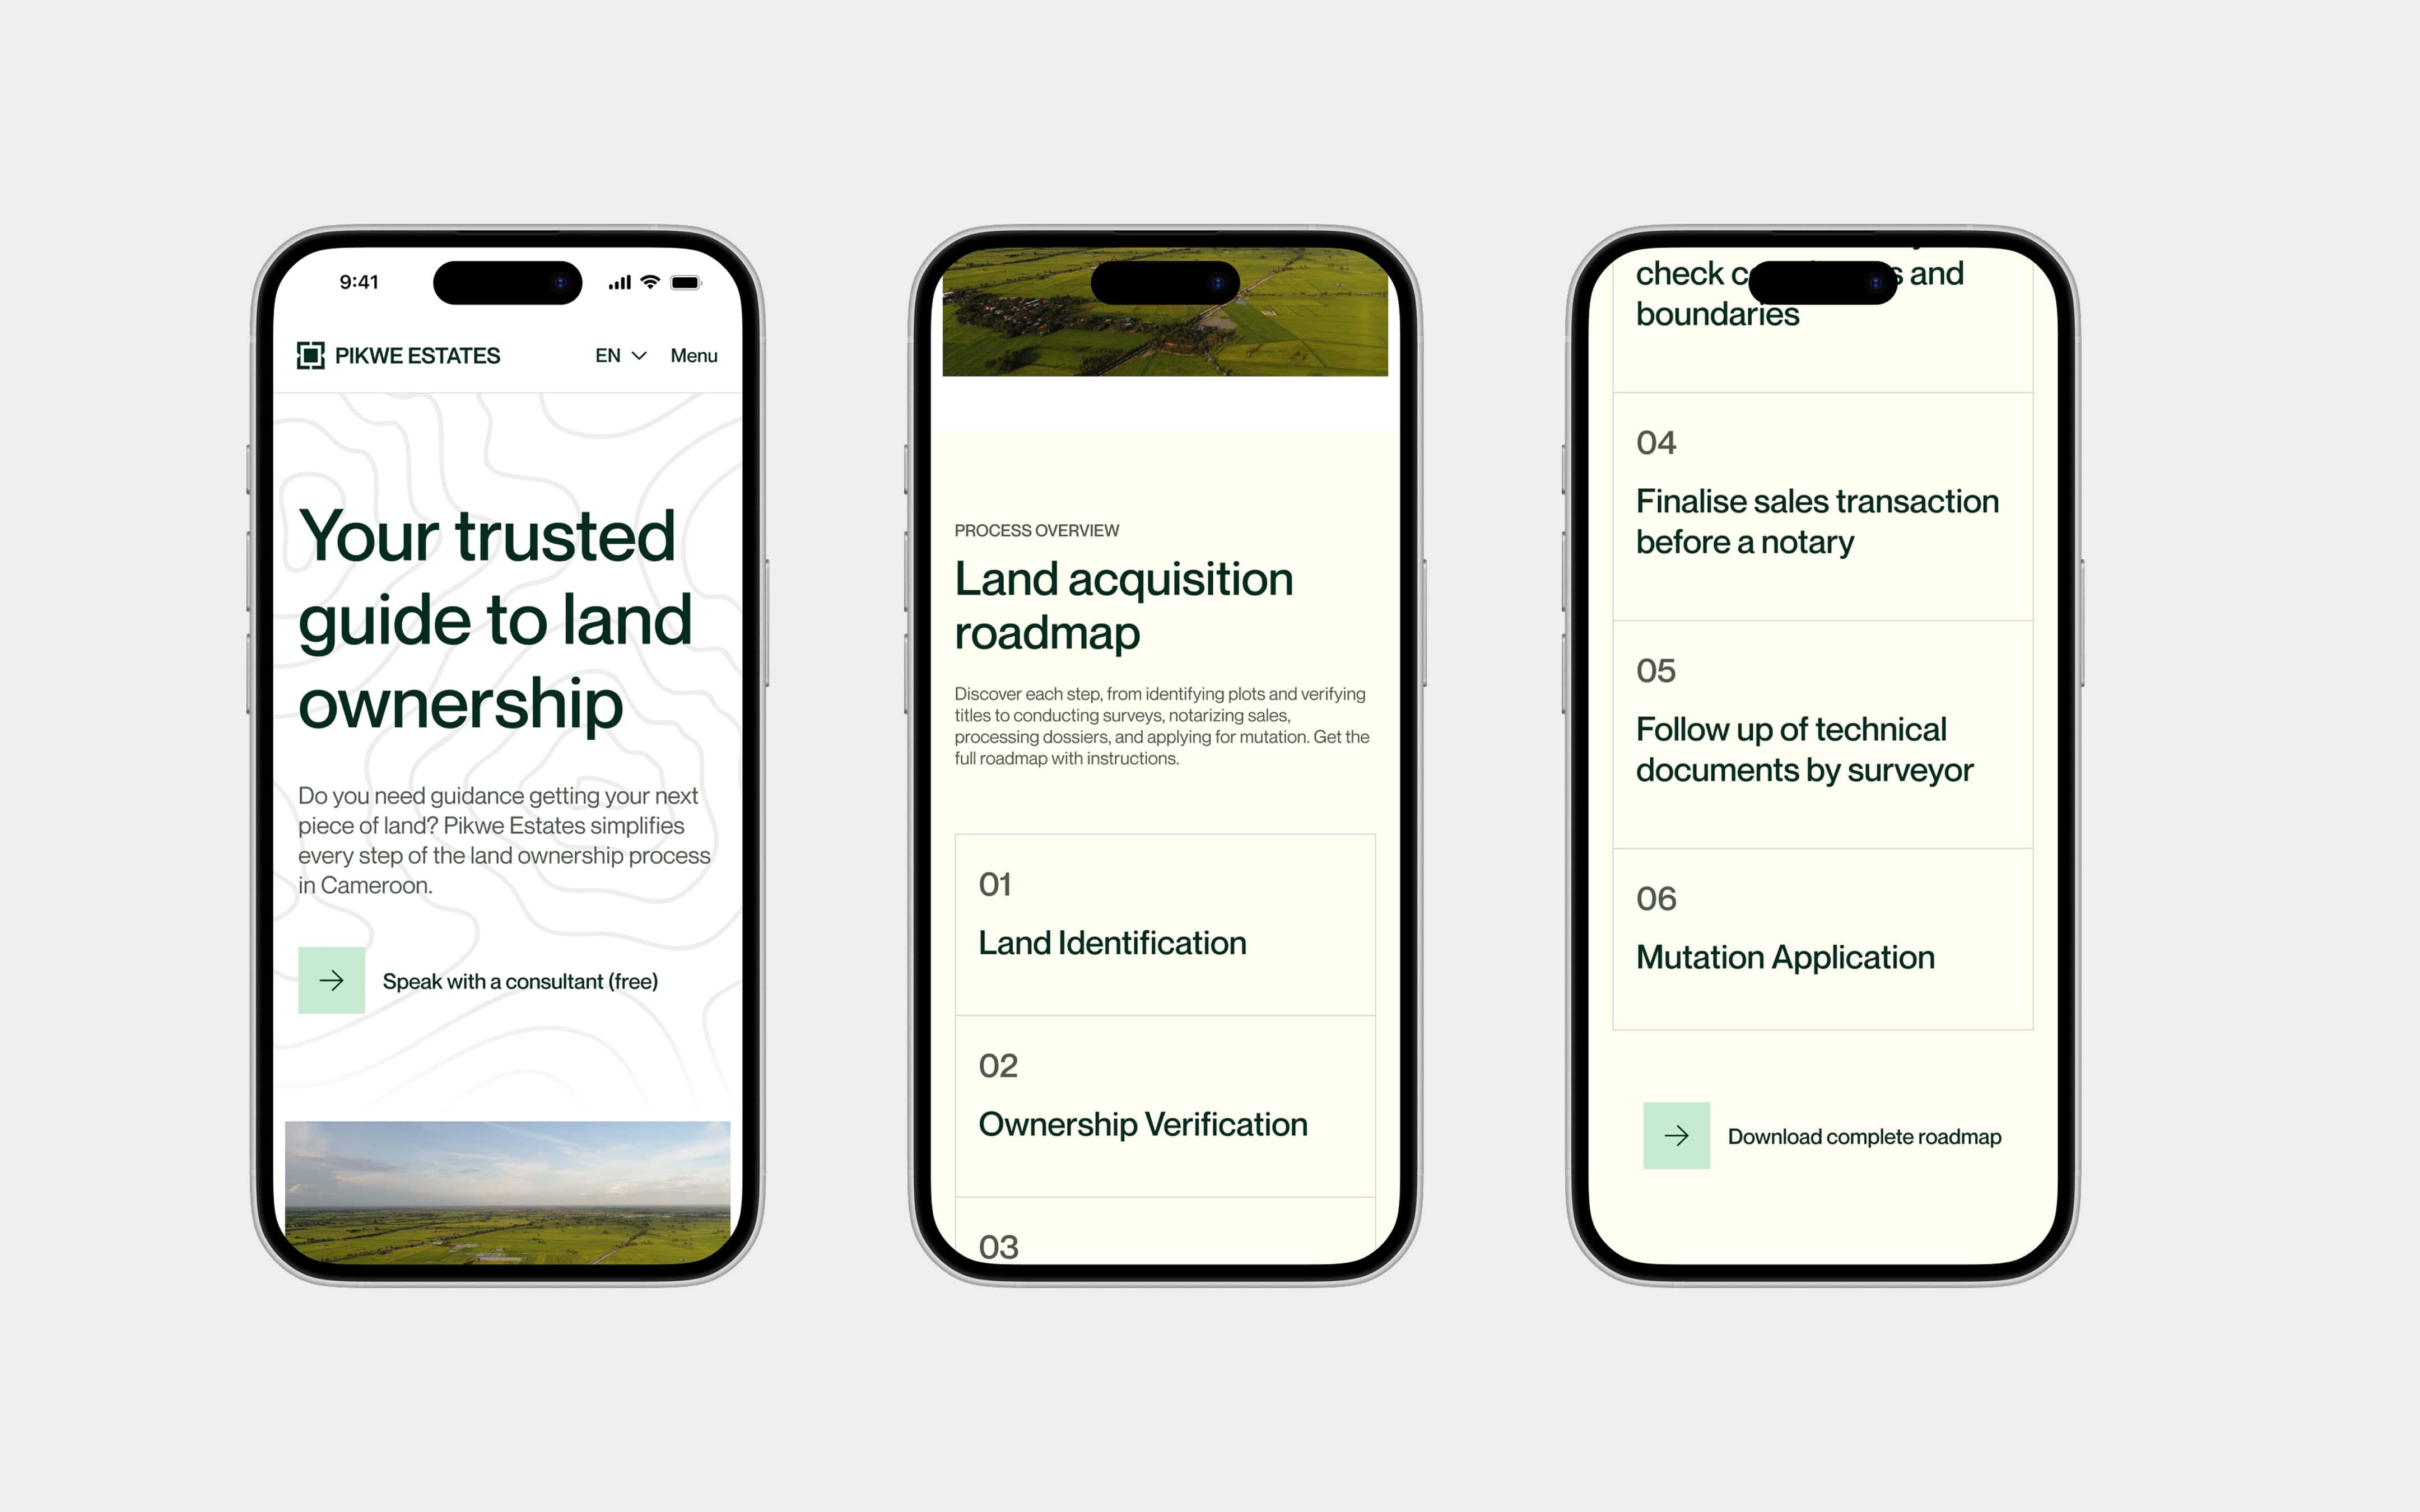 9:41
PIKWE ESTATES
EN
Menu
Your trusted
guide to land
ownership
Do you need guidance getting your next
piece of land? Pikwe Estates simplifies
every step of the land ownership process
in Cameroon.
Speak with a consultant (free)
PROCESS OVERVIEW
Land acquisition
roadmap
Discover each step, from identifying plots and verifying
titles to conducting surveys, notarizing sales,
processing dossiers, and applying for mutation. Get the
full roadmap with instructions.
01
Land Identification
02
Ownership Verification
03
check and
boundaries
04
Finalise sales transaction
before a notary
05
Follow up of technical
documents by surveyor
06
Mutation Application
Download complete roadmap